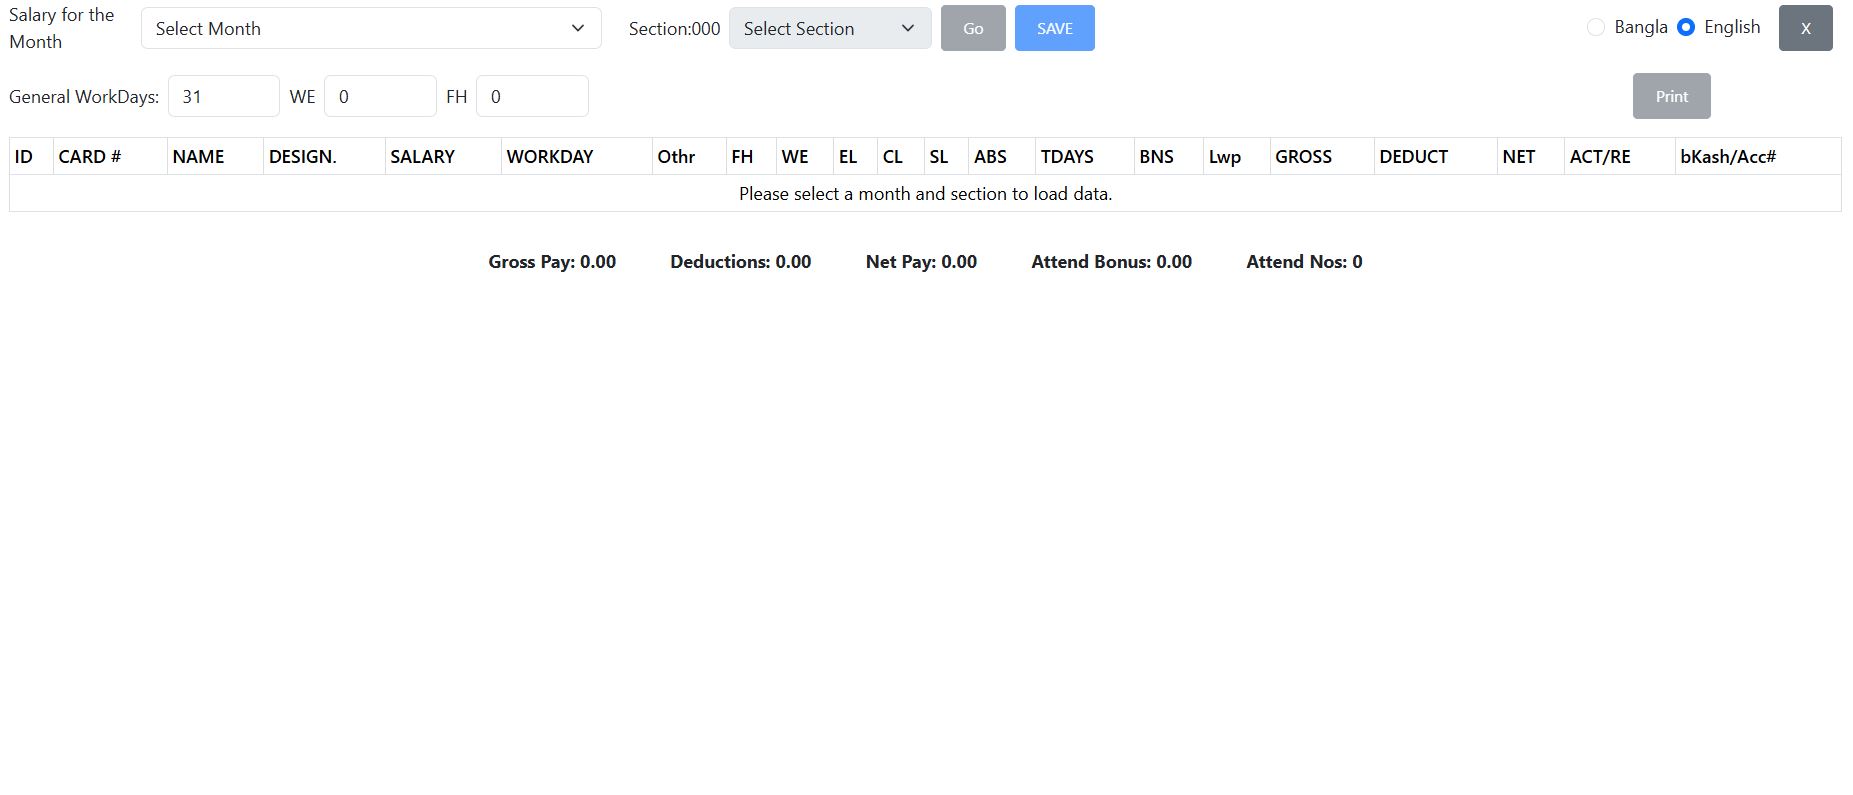 Salary for the Month Select Month Section:000 Select Section Go SAVE Bangla English X
General WorkDays: 31 WE 0 FH 0 Print
ID CARD # NAME DESIGN. SALARY WORKDAY Othr FH WE EL CL SL ABS TDAYS BNS Lwp GROSS DEDUCT NET ACT/RE bKash/Acc#
Please select a month and section to load data.
Gross Pay: 0.00 Deductions: 0.00 Net Pay: 0.00 Attend Bonus: 0.00 Attend Nos: 0